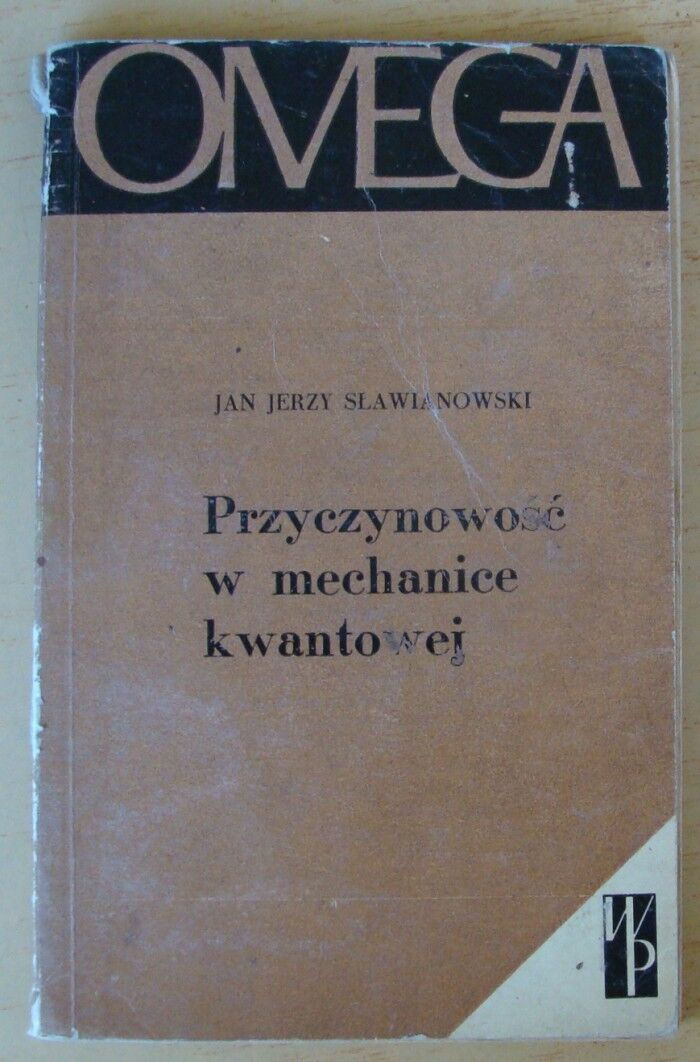 OMEGA
JAN JERZY SŁAWIANOWSKI
Przyczynowość
w mechanice
kwantowej
WP